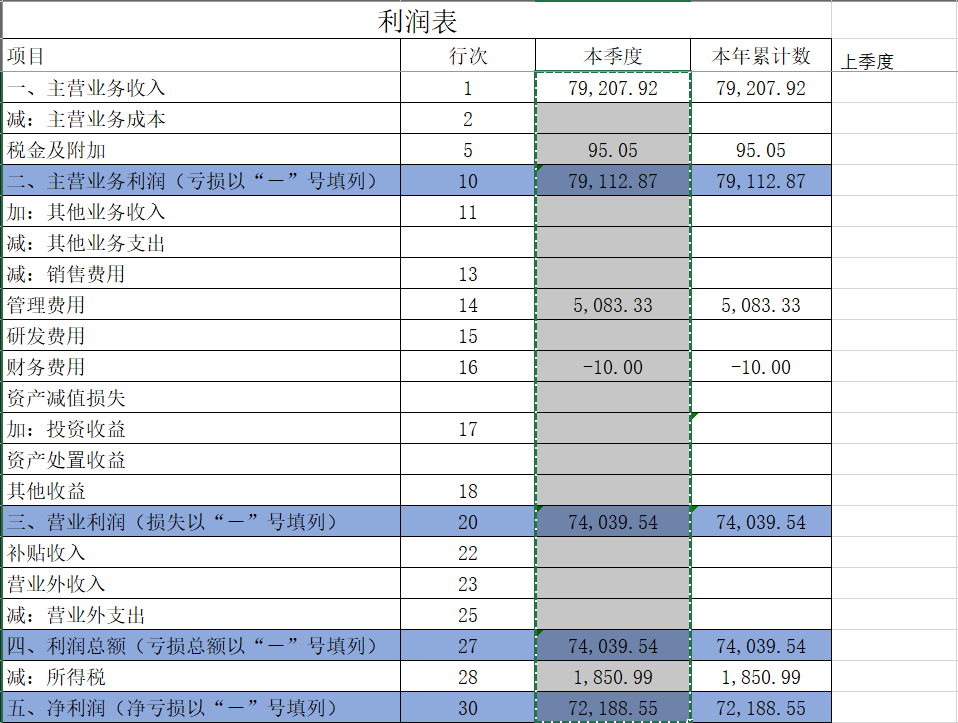 利润表
项目 行次 本季度 本年累计数 上季度
一、主营业务收入 1 79,207.92 79,207.92
减：主营业务成本 2
税金及附加 5 95.05 95.05
二、主营业务利润（亏损以“－”号填列） 10 79,112.87 79,112.87
加：其他业务收入 11
减：其他业务支出
减：销售费用 13
管理费用 14 5,083.33 5,083.33
研发费用 15
财务费用 16 -10.00 -10.00
资产减值损失
加：投资收益 17
资产处置收益
其他收益 18
三、营业利润（损失以“－”号填列） 20 74,039.54 74,039.54
补贴收入 22
营业外收入 23
减：营业外支出 25
四、利润总额（亏损总额以“－”号填列） 27 74,039.54 74,039.54
减：所得税 28 1,850.99 1,850.99
五、净利润（净亏损以“－”号填列） 30 72,188.55 72,188.55